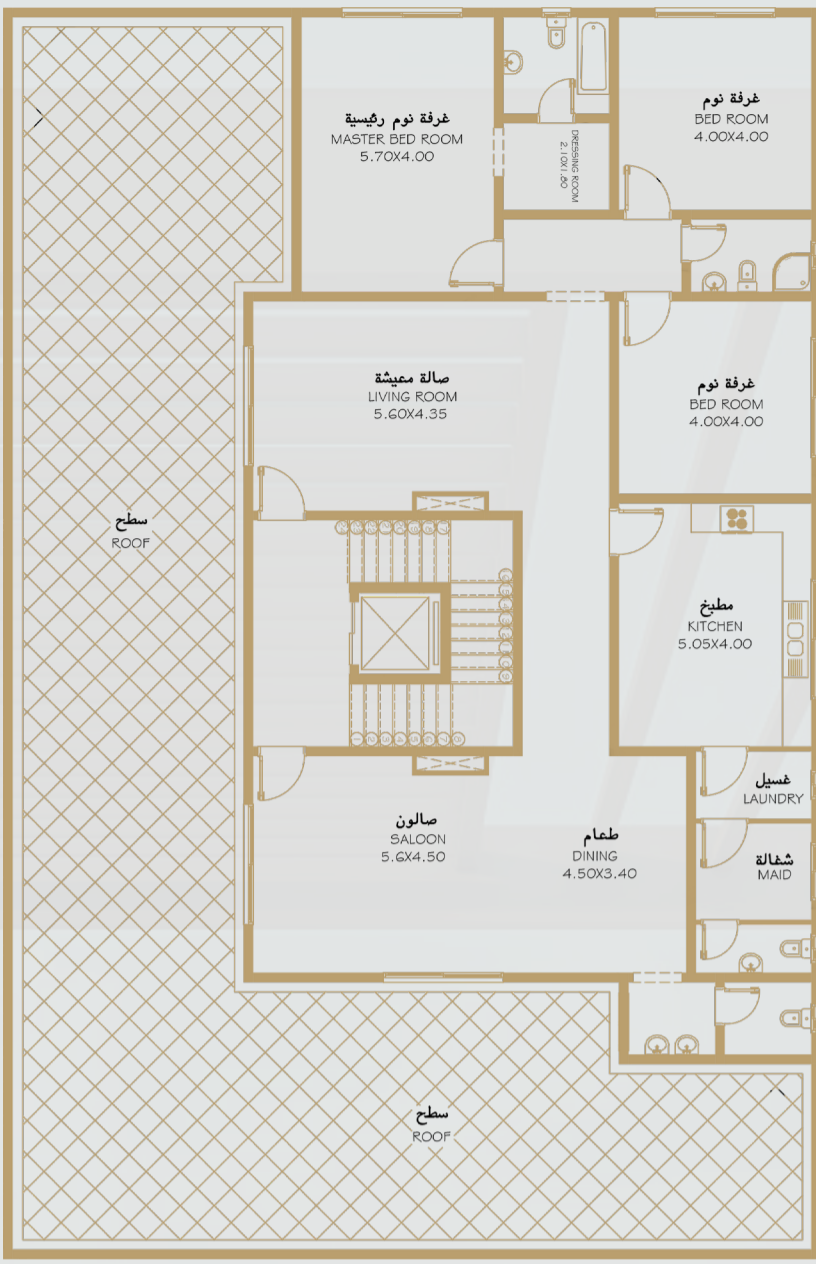 غرفة نوم رئيسية
MASTER BED ROOM
5.70X4.00
DRESSING ROOM
2.10X1.80
غرفة نوم
BED ROOM
4.00X4.00
صالة معيشة
LIVING ROOM
5.60X4.35
غرفة نوم
BED ROOM
4.00X4.00
سطح
ROOF
مطبخ
KITCHEN
5.05X4.00
غسيل
LAUNDRY
صالون
SALOON
5.6X4.50
طعام
DINING
4.50X3.40
شغالة
MAID
سطح
ROOF